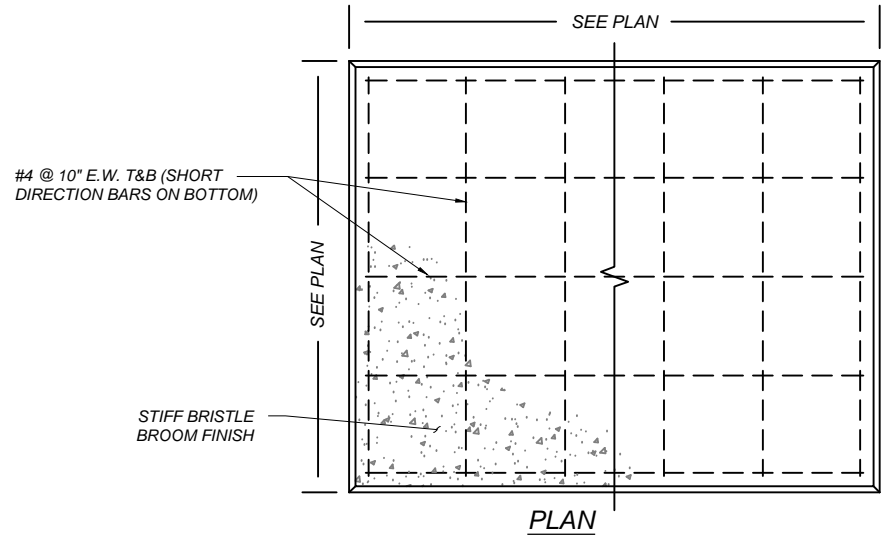 SEE PLAN
#4 @ 10" E.W. T&B (SHORT
DIRECTION BARS ON BOTTOM)
SEE PLAN
STIFF BRISTLE
BROOM FINISH
PLAN